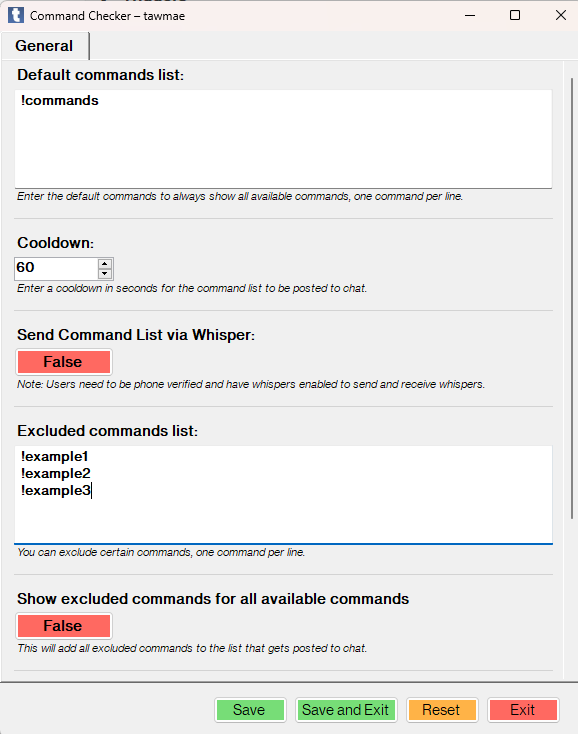 Command Checker – tawmae
General
Default commands list:
!commands
Enter the default commands to always show all available commands, one command per line.
Cooldown:
60
Enter a cooldown in seconds for the command list to be posted to chat.
Send Command List via Whisper:
False
Note: Users need to be phone verified and have whispers enabled to send and receive whispers.
Excluded commands list:
!example1
!example2
!example3
You can exclude certain commands, one command per line.
Show excluded commands for all available commands
False
This will add all excluded commands to the list that gets posted to chat.
Save
Save and Exit
Reset
Exit